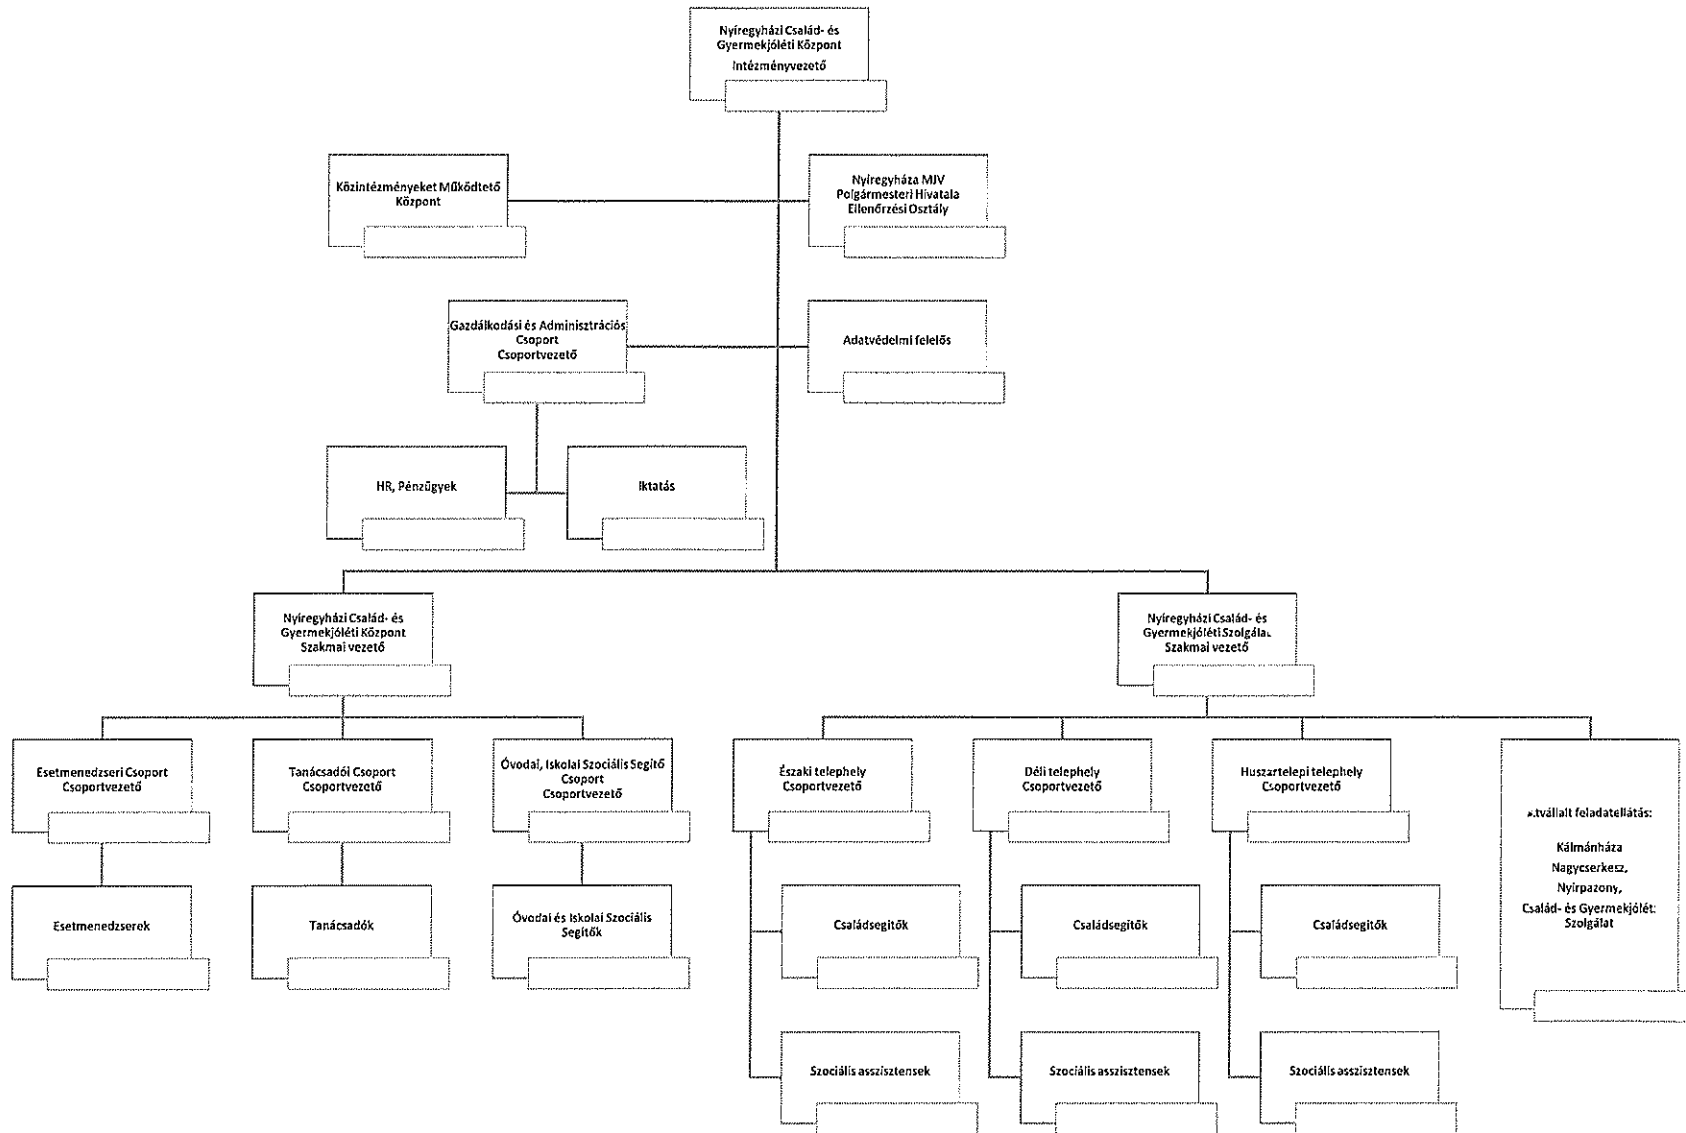 Nyíregyházi Család- és
Gyermekjóléti Központ
Intézményvezető
Közintézményeket Működtető
Központ
Nyíregyháza MJV
Polgármesteri Hivatala
Ellenőrzési Osztály
Gazdálkodási és Adminisztrációs
Csoport
Csoportvezető
Adatvédelmi felelős
HR, Pénzügyek
Iktatás
Nyíregyházi Család- és
Gyermekjóléti Központ
Szakmai vezető
Nyíregyházi Család- és
Gyermekjóléti Szolgála
Szakmai vezető
Esetmenedzseri Csoport
Csoportvezető
Tanácsadói Csoport
Csoportvezető
Óvodai, Iskolai Szociális Segítő
Csoport
Csoportvezető
Északi telephely
Csoportvezető
Déli telephely
Csoportvezető
Huszártelepi telephely
Csoportvezető
tvállalt feladatellátás:
Kálmánháza
Nagycserkesz,
Nyírpazony,
Család- és Gyermekjólét:
Szolgálat
Esetmenedzserek
Tanácsadók
Óvodai és Iskolai Szociális
Segítők
Családsegítők
Családsegítők
Családsegítők
Szociális asszisztensek
Szociális asszisztensek
Szociális asszisztensek